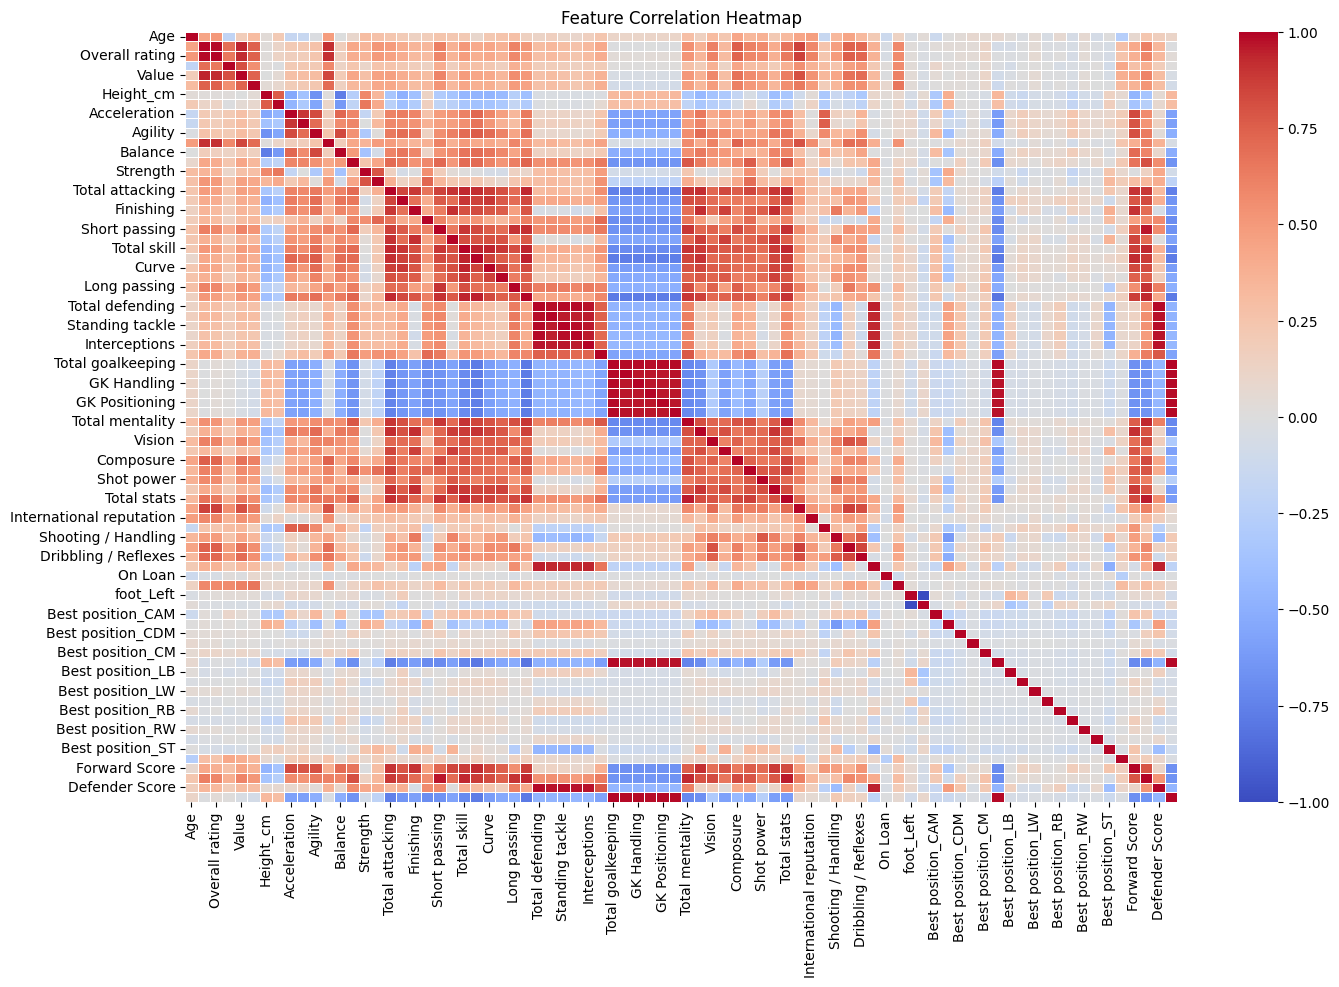 Feature Correlation Heatmap
Age
Overall rating
Value
Height_cm
Acceleration
Agility
Balance
Strength
Total attacking
Finishing
Short passing
Total skill
Curve
Long passing
Total defending
Standing tackle
Interceptions
Total goalkeeping
GK Handling
GK Positioning
Total mentality
Vision
Composure
Shot power
Total stats
International reputation
Shooting / Handling
Dribbling / Reflexes
On Loan
foot_Left
Best position_CAM
Best position_CDM
Best position_CM
Best position_LB
Best position_LW
Best position_RB
Best position_RW
Best position_ST
Forward Score
Defender Score
Age
Overall rating
Value
Height_cm
Acceleration
Agility
Balance
Strength
Total attacking
Finishing
Short passing
Total skill
Curve
Long passing
Total defending
Standing tackle
Interceptions
Total goalkeeping
GK Handling
GK Positioning
Total mentality
Vision
Composure
Shot power
Total stats
International reputation
Shooting / Handling
Dribbling / Reflexes
On Loan
foot_Left
Best position_CAM
Best position_CDM
Best position_CM
Best position_LB
Best position_LW
Best position_RB
Best position_RW
Best position_ST
Forward Score
Defender Score
1.00
0.75
0.50
0.25
0.00
−0.25
−0.50
−0.75
−1.00